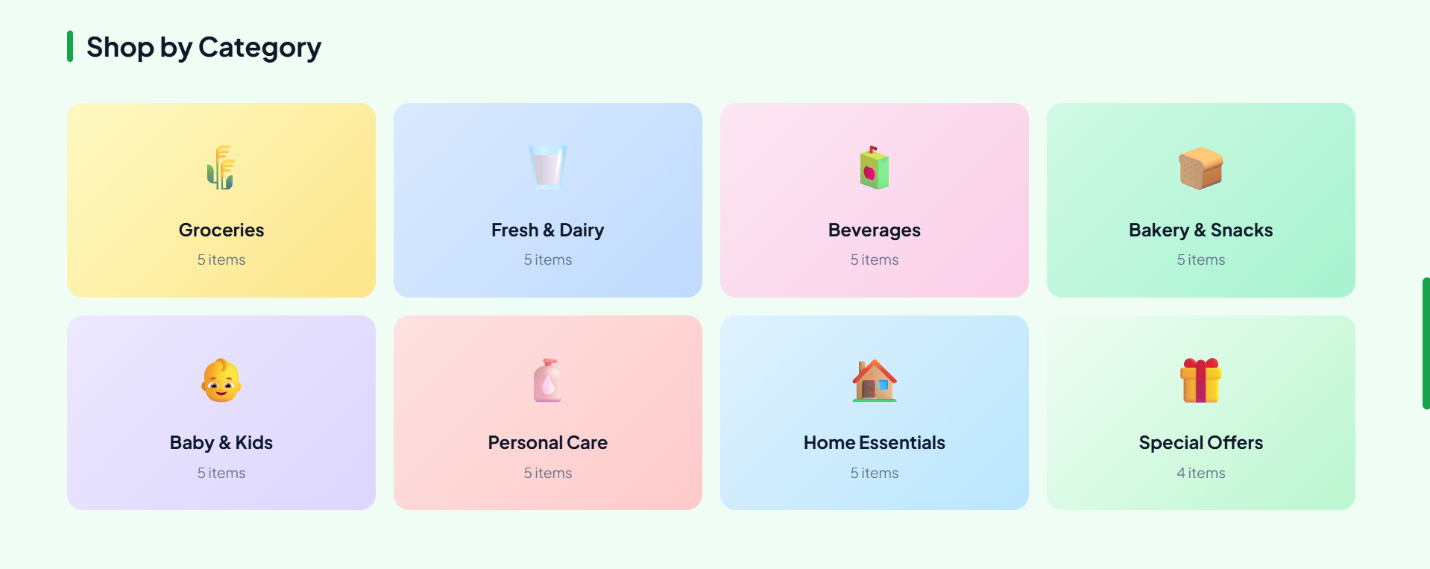 Shop by Category
Groceries
5 items
Fresh & Dairy
5 items
Beverages
5 items
Bakery & Snacks
5 items
Baby & Kids
5 items
Personal Care
5 items
Home Essentials
5 items
Special Offers
4 items